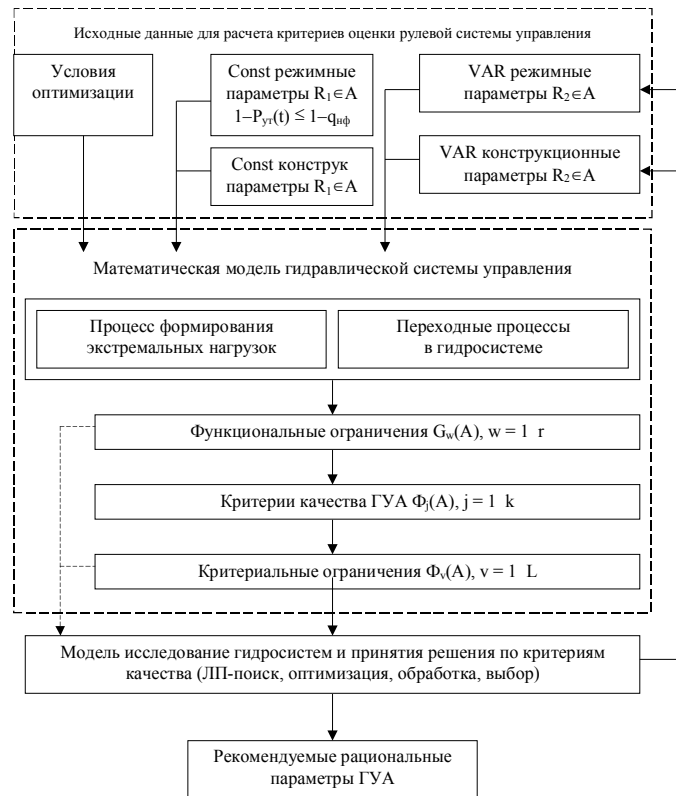 Исходные данные для расчета критериев оценки рулевой системы управления
Условия
оптимизации
Const режимные
параметры R₁∈A
1–Pут(t) ≤ 1–qнф
Const конструк
параметры R₁∈A
VAR режимные
параметры R₂∈A
VAR конструкционные
параметры R₂∈A
Математическая модель гидравлической системы управления
Процесс формирования
экстремальных нагрузок
Переходные процессы
в гидросистеме
Функциональные ограничения Gw(A), w = 1 r
Критерии качества ГУА Фj(A), j = 1 k
Критериальные ограничения Фv(A), v = 1 L
Модель исследование гидросистем и принятия решения по критериям
качества (ЛП-поиск, оптимизация, обработка, выбор)
Рекомендуемые рациональные
параметры ГУА